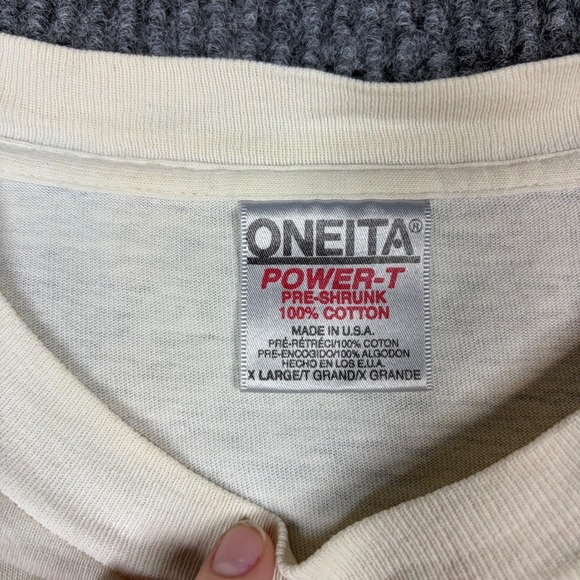 ONEITA®
POWER-T
PRE-SHRUNK
100% COTTON
MADE IN U.S.A.
PRÉ-RÉTRÉCI/100% COTON
PRE-ENCOGIDO/100% ALGODON
HECHO EN LOS E.U.A.
X LARGE/T GRAND/X GRANDE